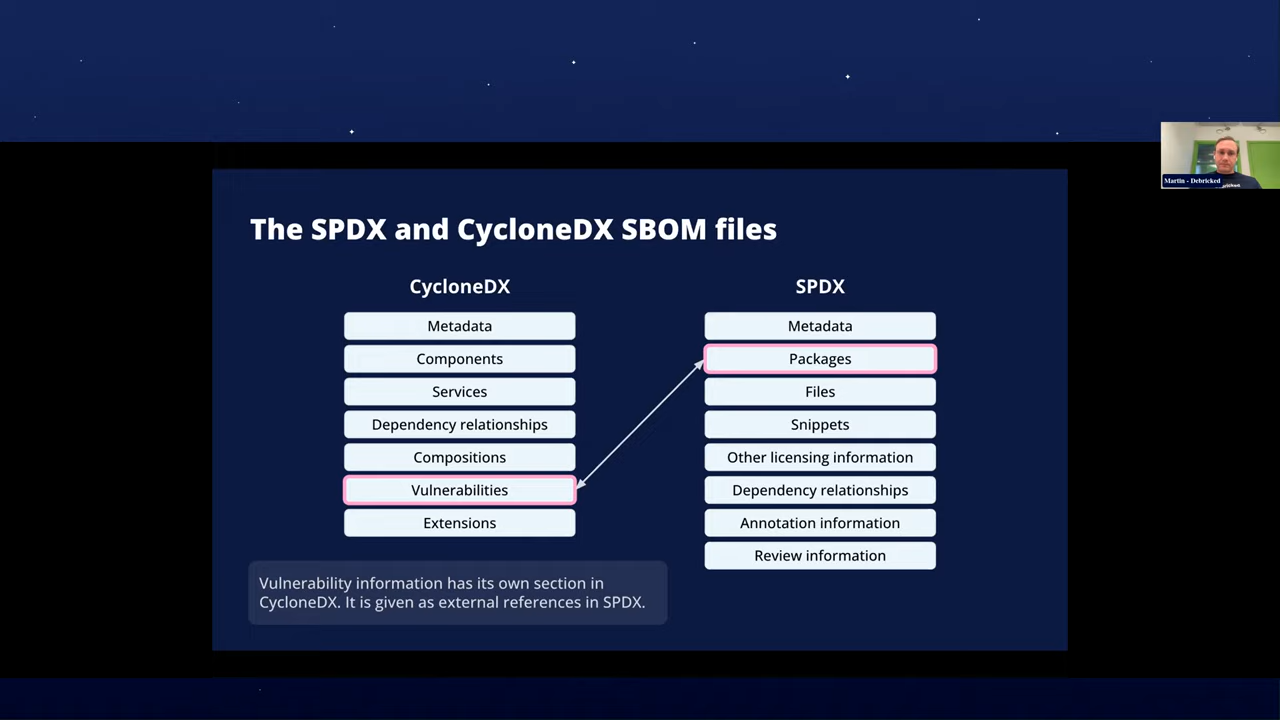 Martin - Debricked
The SPDX and CycloneDX SBOM files
CycloneDX
Metadata
Components
Services
Dependency relationships
Compositions
Vulnerabilities
Extensions
SPDX
Metadata
Packages
Files
Snippets
Other licensing information
Dependency relationships
Annotation information
Review information
Vulnerability information has its own section in
CycloneDX. It is given as external references in SPDX.